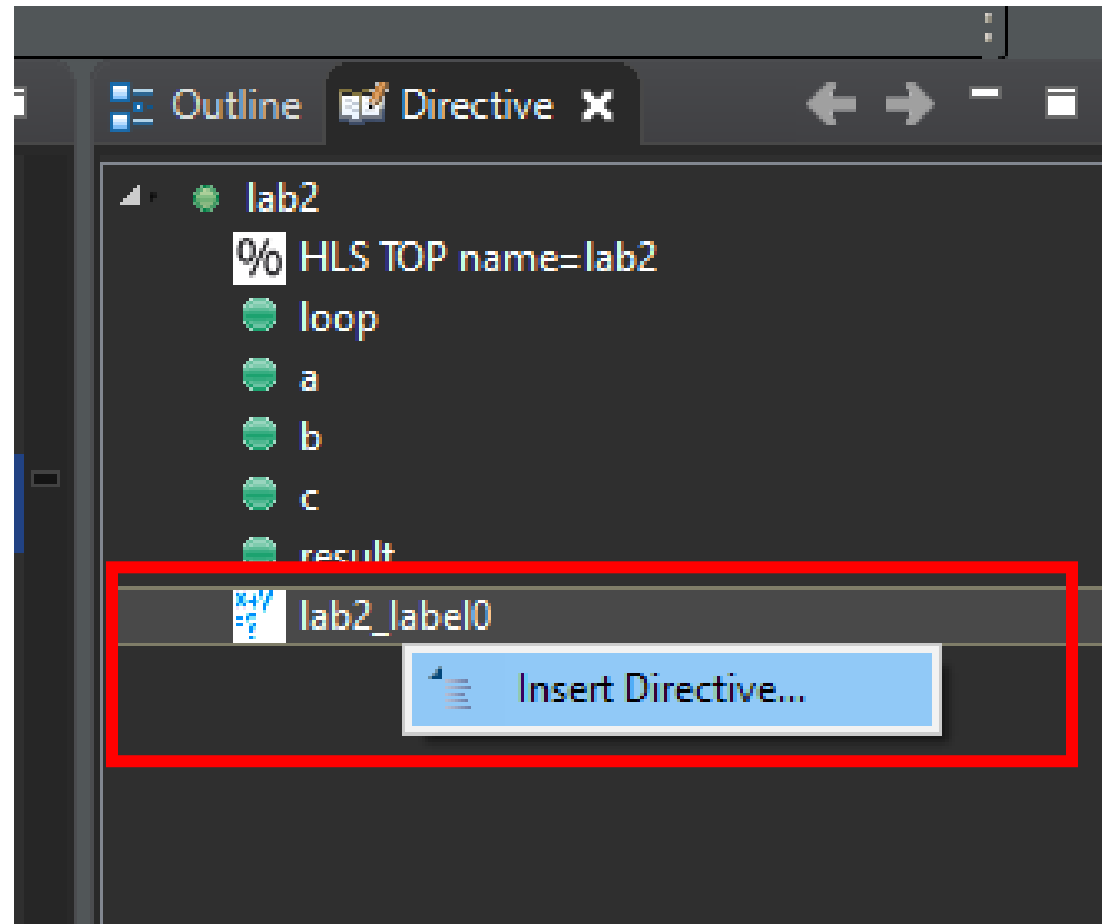 Outline Directive
lab2
% HLS TOP name=lab2
loop
a
b
c
result
lab2_label0
Insert Directive...